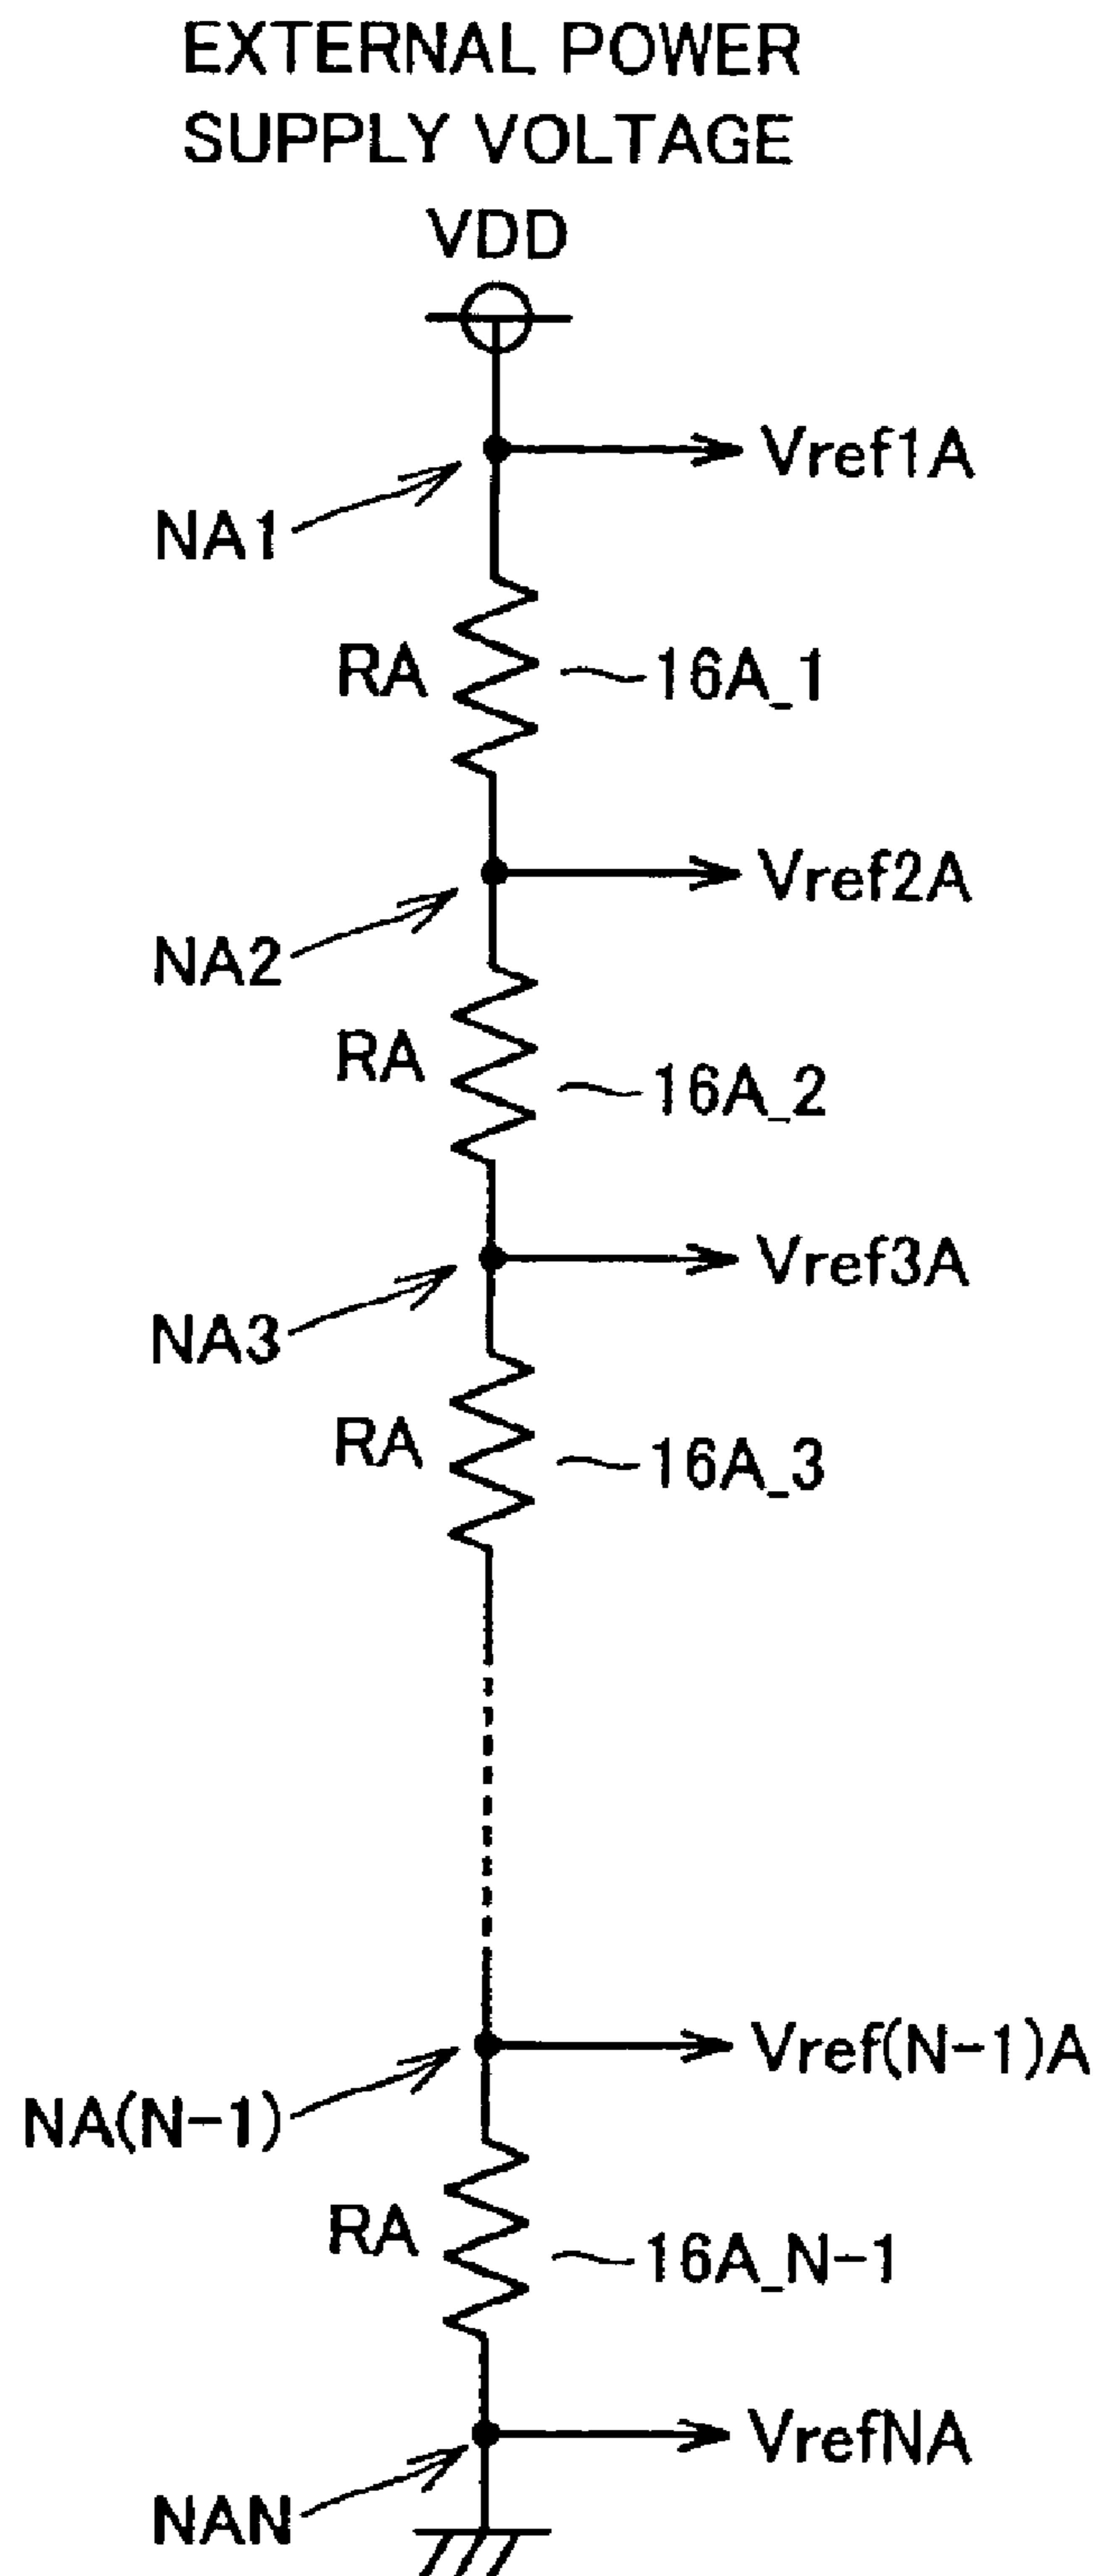 EXTERNAL POWER
SUPPLY VOLTAGE
VDD
Vref1A
NA1
RA
16A_1
Vref2A
NA2
RA
16A_2
Vref3A
NA3
RA
16A_3
Vref(N-1)A
NA(N-1)
RA
16A_N-1
VrefNA
NAN